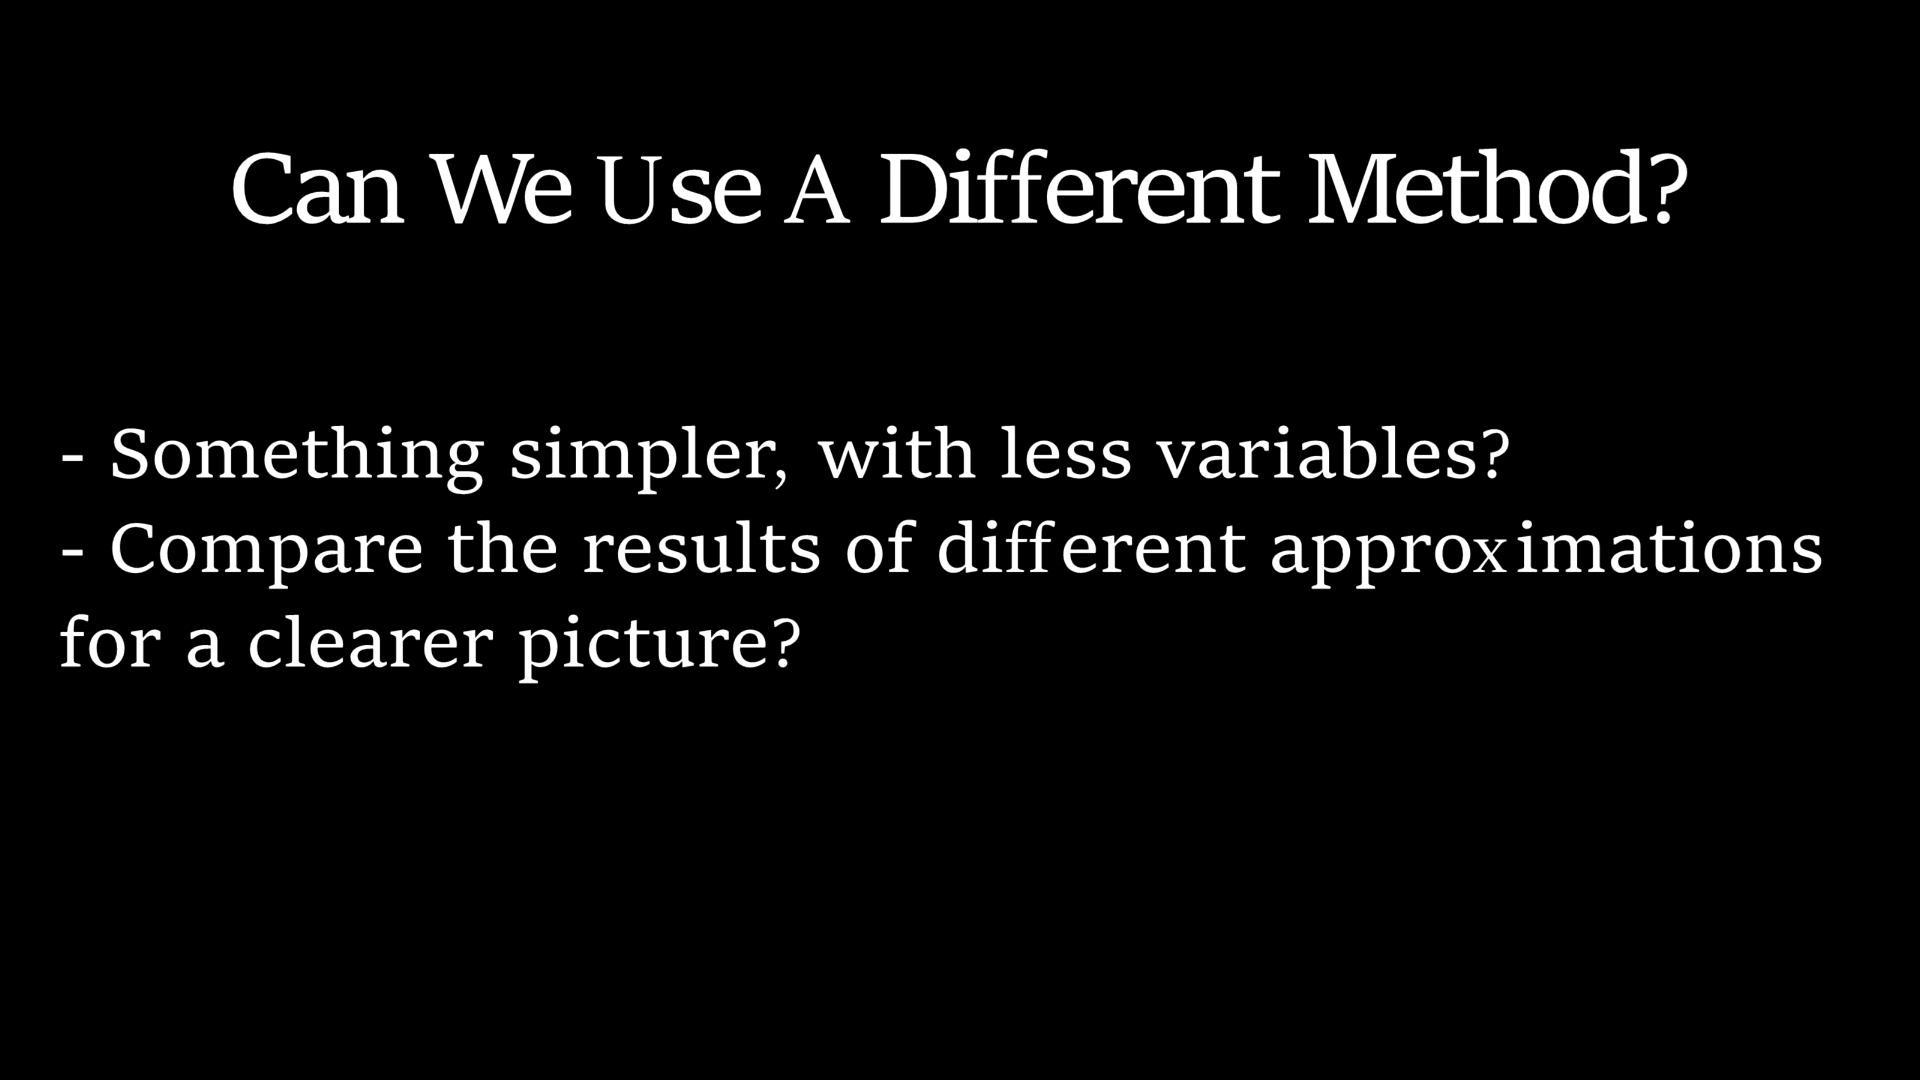 Can We Use A Different Method?
- Something simpler, with less variables?
- Compare the results of different approximations
for a clearer picture?